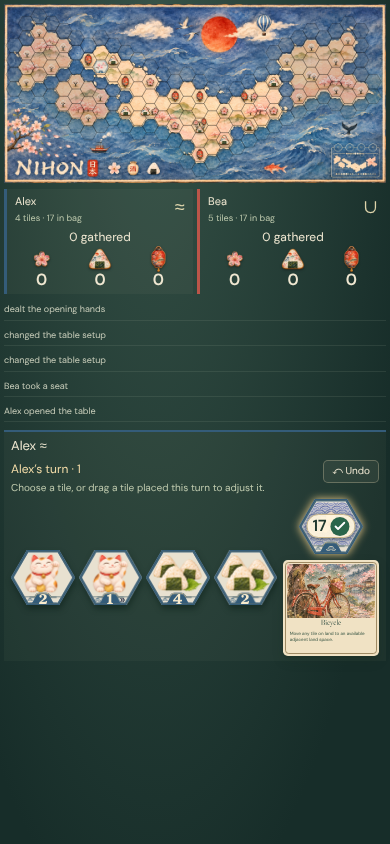 NIHON 日本
Alex ≈
4 tiles · 17 in bag
0 gathered
0 0 0
Bea
5 tiles · 17 in bag
0 gathered
0 0 0
dealt the opening hands
changed the table setup
changed the table setup
Bea took a seat
Alex opened the table
Alex ≈
Alex's turn · 1
Undo
Choose a tile, or drag a tile placed this turn to adjust it.
17
2 1 4 2
Bicycle
Move any tile on land to an available
adjacent land space.